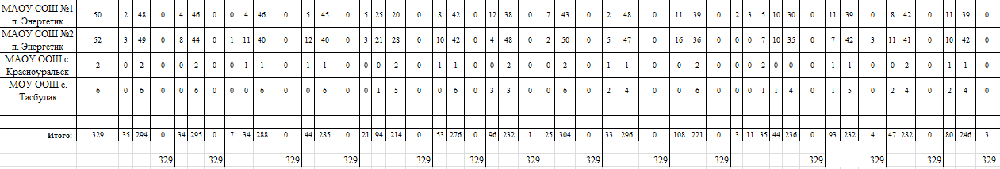 МАОУ СОШ №1
п. Энергетик 50 2 48 0 4 46 0 0 4 46 0 5 45 0 5 25 20 0 8 42 0 12 38 0 7 43 0 2 48 0 11 39 0 2 3 5 10 30 0 11 39 0 8 42 0 11 39 0
МАОУ СОШ №2
п. Энергетик 52 3 49 0 8 44 0 1 11 40 0 12 40 0 3 21 28 0 10 42 0 4 48 0 2 50 0 5 47 0 16 36 0 0 0 7 10 35 0 7 42 3 11 41 0 10 42 0
МАОУ ООШ с.
Красноуральск 2 0 2 0 0 2 0 0 1 1 0 1 1 0 0 0 2 0 1 1 0 0 2 0 0 2 0 1 1 0 0 2 0 0 0 2 0 0 0 1 1 0 0 2 0 1 1 0
МОУ ООШ с.
Тасбулак 6 0 6 0 0 6 0 0 0 6 0 0 6 0 0 1 5 0 0 6 0 3 3 0 0 6 0 2 4 0 0 6 0 0 0 1 1 4 0 1 5 0 2 4 0 2 4 0
Итого: 329 35 294 0 34 295 0 7 34 288 0 44 285 0 21 94 214 0 53 276 0 96 232 1 25 304 0 33 296 0 108 221 0 3 11 35 44 236 0 93 232 4 47 282 0 80 246 3
329 329 329 329 329 329 329 329 329 329 329 329 329 329